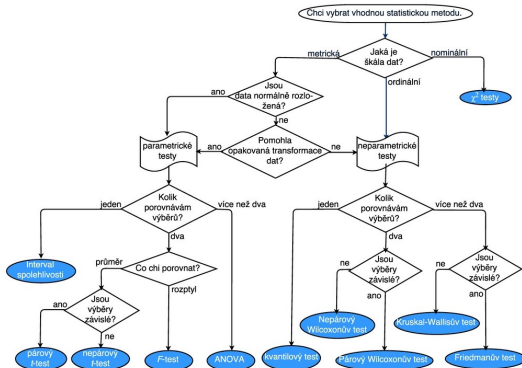 Chci vybrat vhodnou statistickou metodu.
Jaká je
škála dat?
metrická
nominální
ordinální
χ² testy
Jsou
data normálně rozlo-
žená?
ano
ne
parametrické
testy
ano
Pomohla
opakovaná transformace
dat?
ne
neparametrické
testy
Kolik
porovnávám
výběrů?
jeden
více než dva
dva
Kolik
porovnávám
výběrů?
jeden
více než dva
dva
Interval
spolehlivosti
průměr
Co chi porovnat?
rozptyl
Jsou
výběry
závislé?
ne
ano
Jsou
výběry
závislé?
ne
ano
Jsou
výběry
závislé?
ano
ne
Nepárový
Wilcoxonův test
Kruskal-Wallisův test
párový
t-test
nepárový
t-test
F-test
ANOVA
kvantilový test
Párový Wilcoxonův test
Friedmanův test